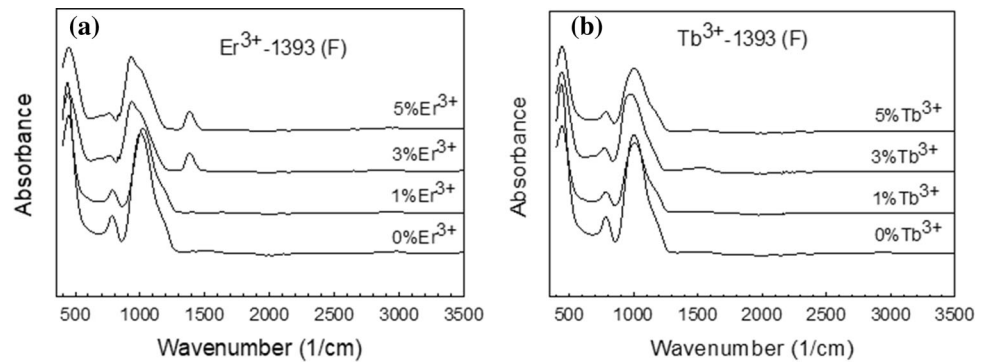 (a)
Er³⁺-1393 (F)
5%Er³⁺
3%Er³⁺
1%Er³⁺
0%Er³⁺
Absorbance
500 1000 1500 2000 2500 3000 3500
Wavenumber (1/cm)
(b)
Tb³⁺-1393 (F)
5%Tb³⁺
3%Tb³⁺
1%Tb³⁺
0%Tb³⁺
Absorbance
500 1000 1500 2000 2500 3000 3500
Wavenumber (1/cm)